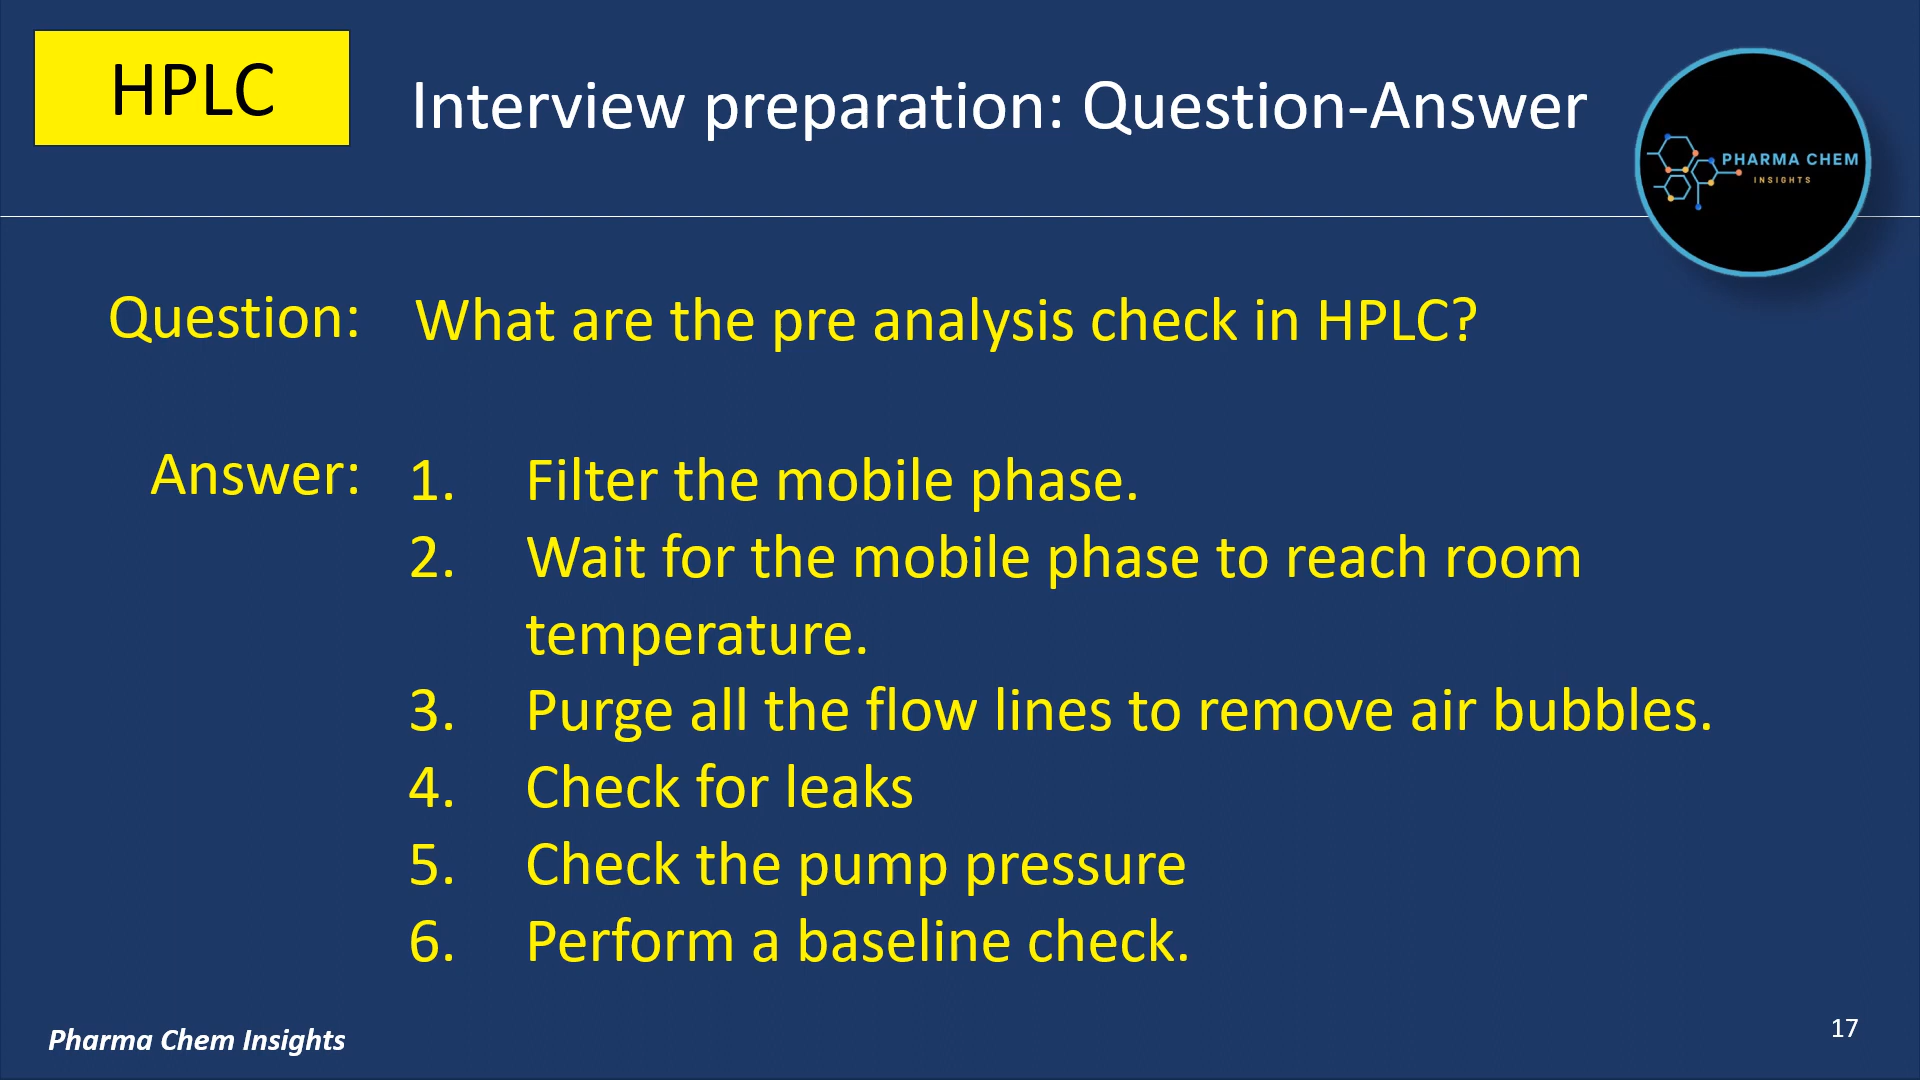 HPLC
Interview preparation: Question-Answer
PHARMA CHEM
INSIGHTS
Question: What are the pre analysis check in HPLC?
Answer: 1. Filter the mobile phase.
2. Wait for the mobile phase to reach room
temperature.
3. Purge all the flow lines to remove air bubbles.
4. Check for leaks
5. Check the pump pressure
6. Perform a baseline check.
Pharma Chem Insights
17